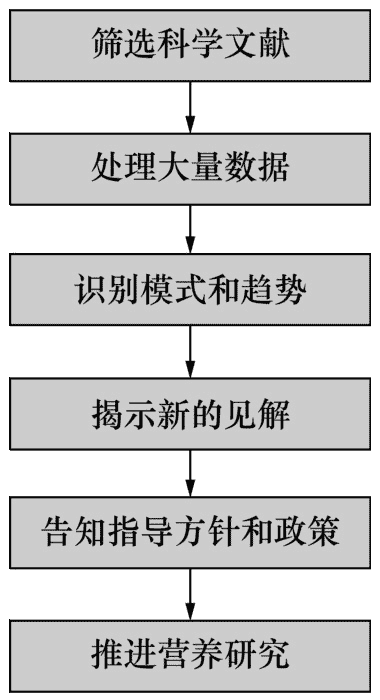 筛选科学文献
处理大量数据
识别模式和趋势
揭示新的见解
告知指导方针和政策
推进营养研究